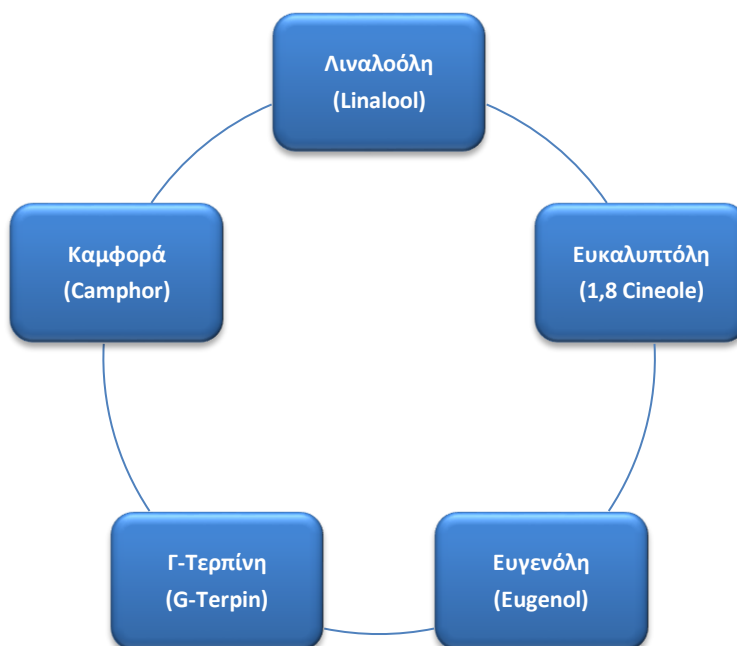 Λιναλοόλη
(Linalool)
Καμφορά
(Camphor)
Ευκαλυπτόλη
(1,8 Cineole)
Γ-Τερπίνη
(G-Terpin)
Ευγενόλη
(Eugenol)